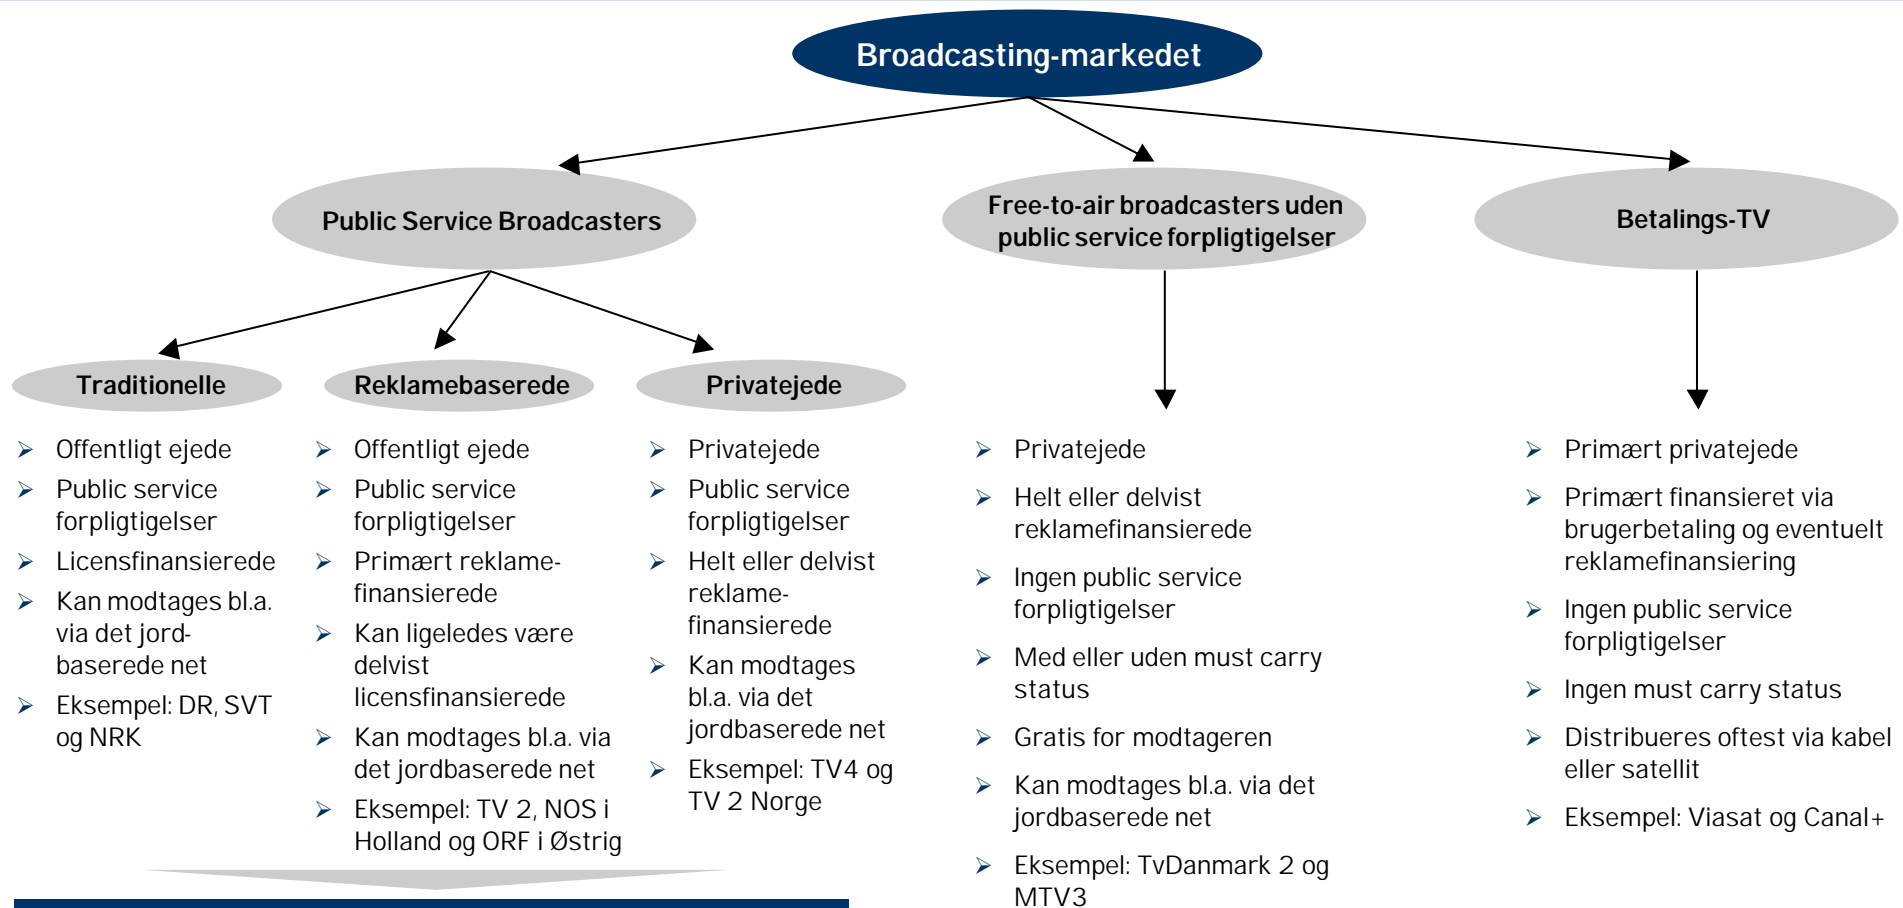 Broadcasting-markedet
Public Service Broadcasters
Free-to-air broadcasters uden
public service forpligtigelser
Betalings-TV
Traditionelle
Reklamebaserede
Privatejede
➢ Offentligt ejede
➢ Public service
forpligtigelser
➢ Licensfinansierede
➢ Kan modtages bl.a.
via det jord-
baserede net
➢ Eksempel: DR, SVT
og NRK
➢ Offentligt ejede
➢ Public service
forpligtigelser
➢ Primært reklame-
finansierede
➢ Kan ligeledes være
delvist
licensfinansierede
➢ Kan modtages bl.a. via
det jordbaserede net
➢ Eksempel: TV 2, NOS i
Holland og ORF i Østrig
➢ Privatejede
➢ Public service
forpligtigelser
➢ Helt eller delvist
reklame-
finansierede
➢ Kan modtages
bl.a. via det
jordbaserede net
➢ Eksempel: TV4 og
TV 2 Norge
➢ Privatejede
➢ Helt eller delvist
reklamefinansierede
➢ Ingen public service
forpligtigelser
➢ Med eller uden must carry
status
➢ Gratis for modtageren
➢ Kan modtages bl.a. via det
jordbaserede net
➢ Eksempel: TvDanmark 2 og
MTV3
➢ Primært privatejede
➢ Primært finansieret via
brugerbetaling og eventuelt
reklamefinansiering
➢ Ingen public service
forpligtigelser
➢ Ingen must carry status
➢ Distribueres oftest via kabel
eller satellit
➢ Eksempel: Viasat og Canal+